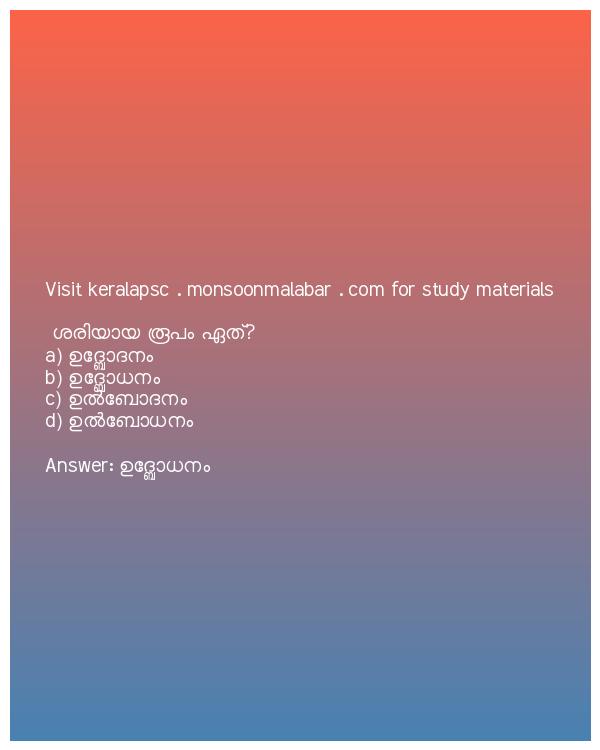 Visit keralapsc . monsoonmalabar . com for study materials
ശരിയായ രൂപം ഏത്?
a) ഉദ്ബോദനം
b) ഉദ്ബോധനം
c) ഉൽബോദനം
d) ഉൽബോധനം
Answer: ഉദ്ബോധനം